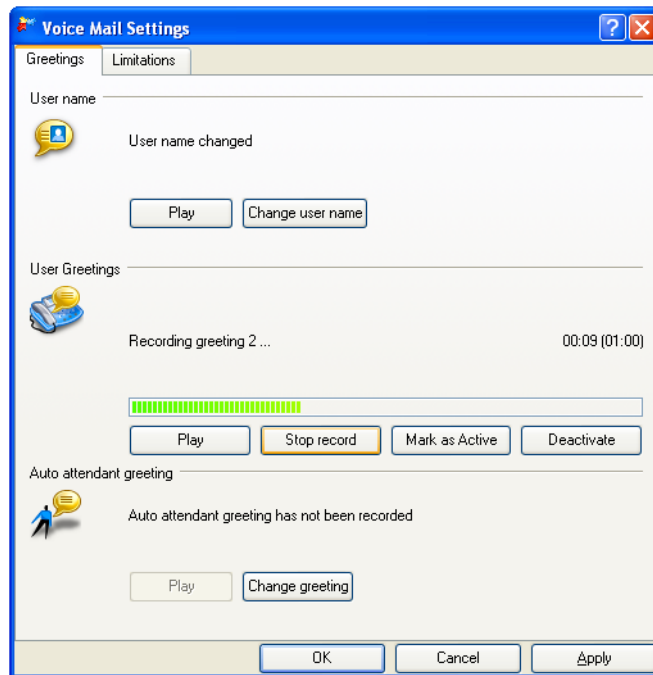 Voice Mail Settings
Greetings Limitations
User name
User name changed
Play Change user name
User Greetings
Recording greeting 2 ... 00:09 (01:00)
Play Stop record Mark as Active Deactivate
Auto attendant greeting
Auto attendant greeting has not been recorded
Play Change greeting
OK Cancel Apply